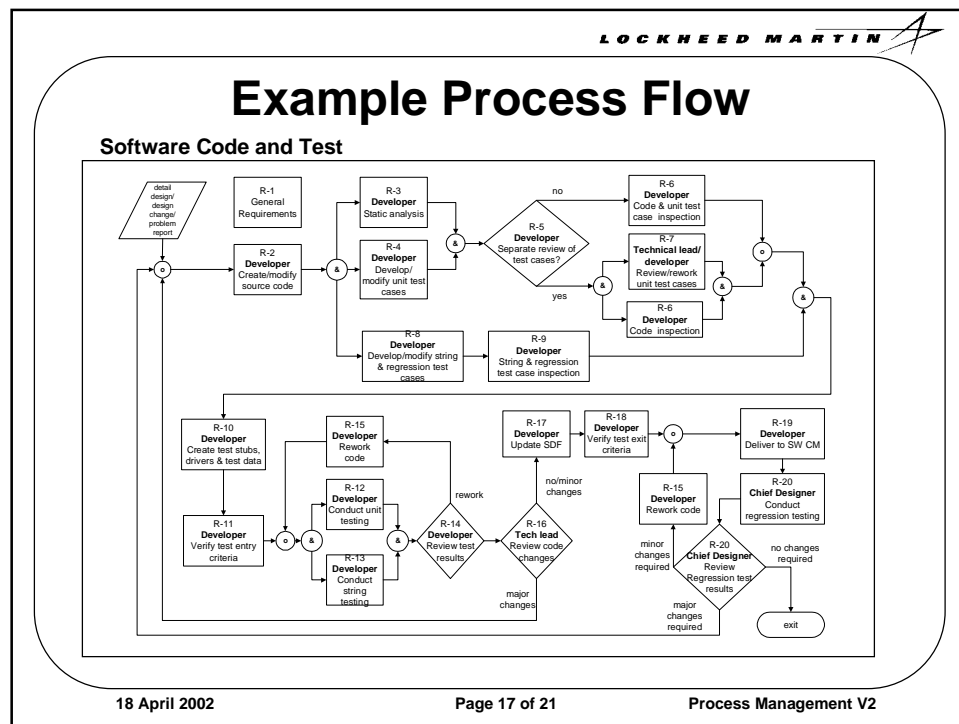 LOCKHEED MARTIN
Example Process Flow
Software Code and Test
detail
design/
design
change/
problem
report
R-1
General
Requirements
R-2
Developer
Create/modify
source code
o
&
R-3
Developer
Static analysis
R-4
Developer
Develop/
modify unit test
cases
&
R-5
Developer
Separate review of
test cases?
no
yes
R-6
Developer
Code & unit test
case inspection
&
R-7
Technical lead/
developer
Review/rework
unit test cases
R-6
Developer
Code inspection
&
o
&
R-8
Developer
Develop/modify string
& regression test
cases
R-9
Developer
String & regression
test case inspection
R-10
Developer
Create test stubs,
drivers & test data
R-11
Developer
Verify test entry
criteria
o
&
R-15
Developer
Rework
code
R-12
Developer
Conduct unit
testing
R-13
Developer
Conduct
string
testing
&
rework
R-14
Developer
Review test
results
R-16
Tech lead
Review code
changes
no/minor
changes
major
changes
R-17
Developer
Update SDF
R-18
Developer
Verify test exit
criteria
o
R-19
Developer
Deliver to SW CM
R-15
Developer
Rework code
R-20
Chief Designer
Conduct
regression testing
minor
changes
required
R-20
Chief Designer
Review
Regression test
results
no changes
required
major
changes
required
exit
18 April 2002
Page 17 of 21
Process Management V2